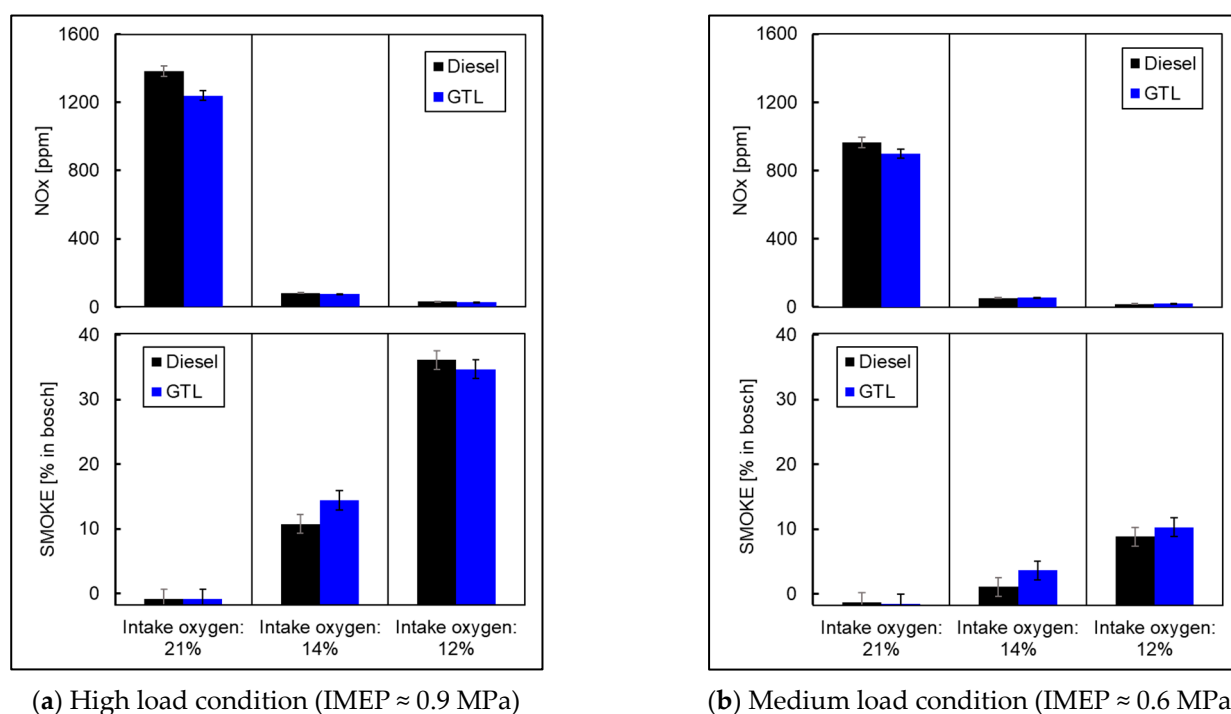 1600
1200
800
400
0
NOx [ppm]
Diesel
GTL
40
30
20
10
0
SMOKE [% in bosch]
Diesel
GTL
Intake oxygen: 21%
Intake oxygen: 14%
Intake oxygen: 12%
(a) High load condition (IMEP ≈ 0.9 MPa)
1600
1200
800
400
0
NOx [ppm]
Diesel
GTL
40
30
20
10
0
SMOKE [% in bosch]
Diesel
GTL
Intake oxygen: 21%
Intake oxygen: 14%
Intake oxygen: 12%
(b) Medium load condition (IMEP ≈ 0.6 MPa